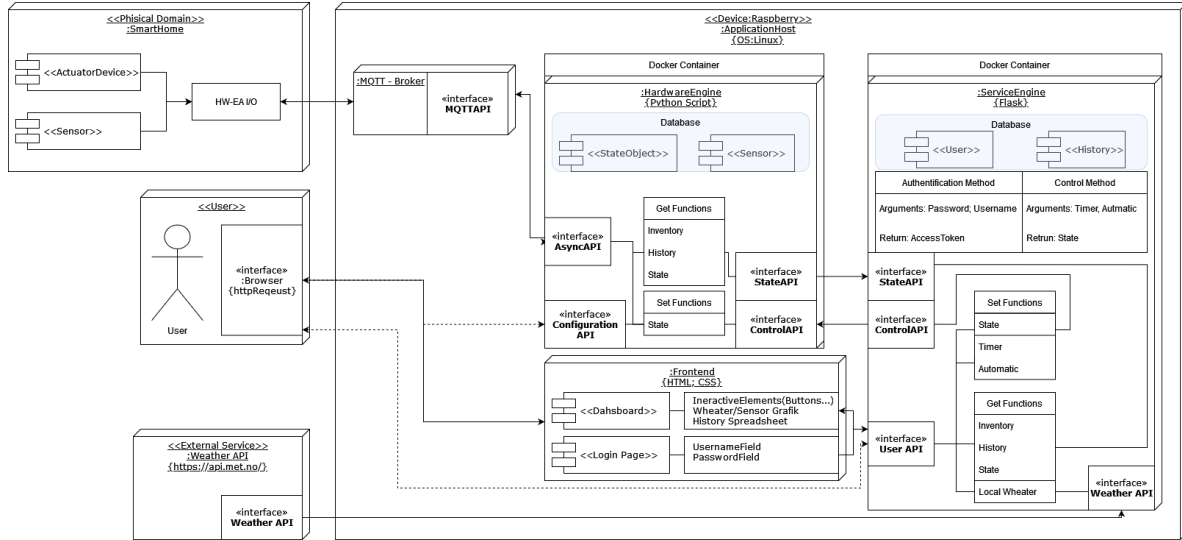 <<Phisical Domain>>
:SmartHome
<<ActuatorDevice>>
<<Sensor>>
HW-EA I/O
<<Device:Raspberry>>
:ApplicationHost
{OS:Linux}
:MQTT - Broker
«interface»
MQTTAPI
Docker Container
:HardwareEngine
{Python Script}
Database
<<StateObject>>
<<Sensor>>
Get Functions
Inventory
History
State
«interface»
AsyncAPI
«interface»
StateAPI
Set Functions
State
«interface»
Configuration
API
«interface»
ControlAPI
Docker Container
:ServiceEngine
{Flask}
Database
<<User>>
<<History>>
Authentification Method
Control Method
Arguments: Password; Username
Arguments: Timer, Autmatic
Return: AccessToken
Retrun: State
«interface»
StateAPI
«interface»
ControlAPI
Set Functions
State
Timer
Automatic
Get Functions
Inventory
History
State
Local Wheater
«interface»
User API
«interface»
Weather API
<<User>>
User
«interface»
:Browser
{httpReqeust}
:Frontend
{HTML; CSS}
<<Dahsboard>>
IneractiveElements(Buttons...)
Wheater/Sensor Grafik
History Spreadsheet
<<Login Page>>
UsernameField
PasswordField
<<External Service>>
:Weather API
{https://api.met.no/}
«interface»
Weather API